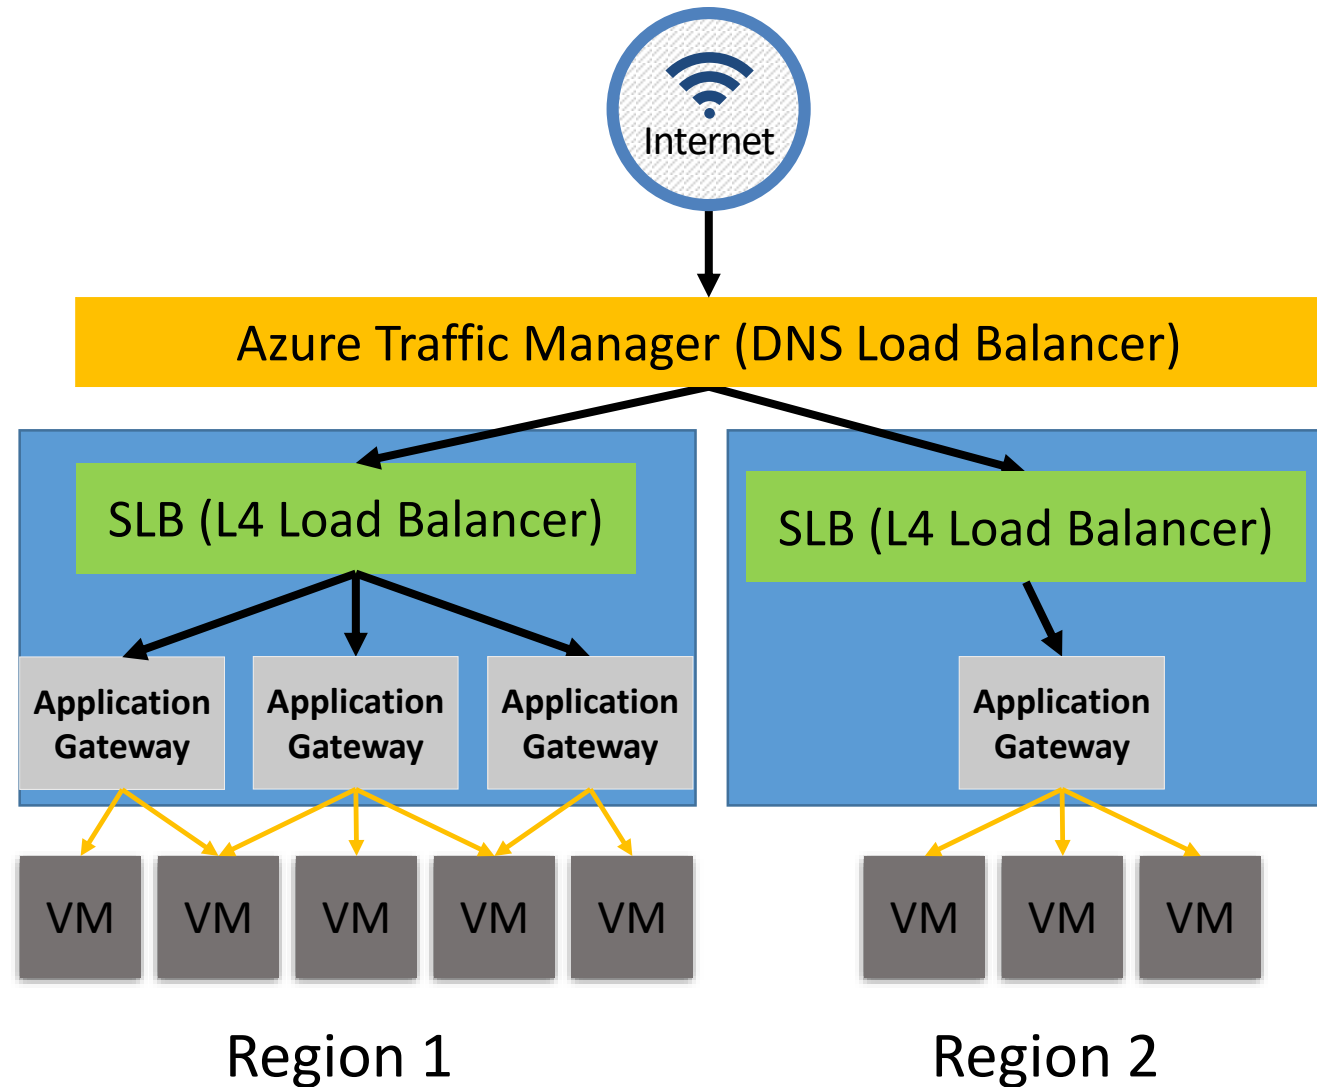 Internet
Azure Traffic Manager (DNS Load Balancer)
SLB (L4 Load Balancer)
SLB (L4 Load Balancer)
Application
Gateway
Application
Gateway
Application
Gateway
Application
Gateway
VM
VM
VM
VM
VM
VM
VM
VM
Region 1
Region 2